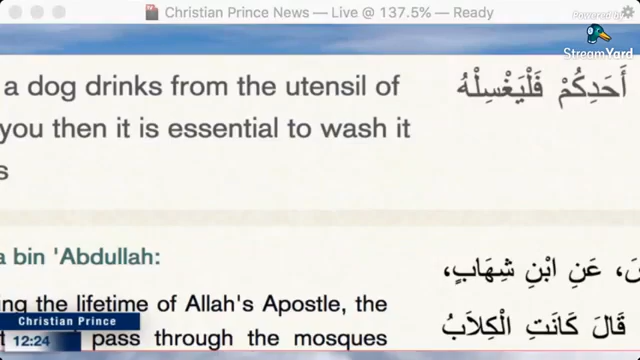 Christian Prince News — Live @ 137.5% — Ready
Powered by
StreamYard
a dog drinks from the utensil of
you then it is essential to wash it
s
أَحَدِكُمْ فَلْيَغْسِلْهُ
a bin 'Abdullah:
ing the lifetime of Allah's Apostle, the
pass through the mosques
عَنِ ابْنِ شِهَابٍ،
قَالَ كَانَتِ الْكِلاَبُ
Christian Prince
12:24